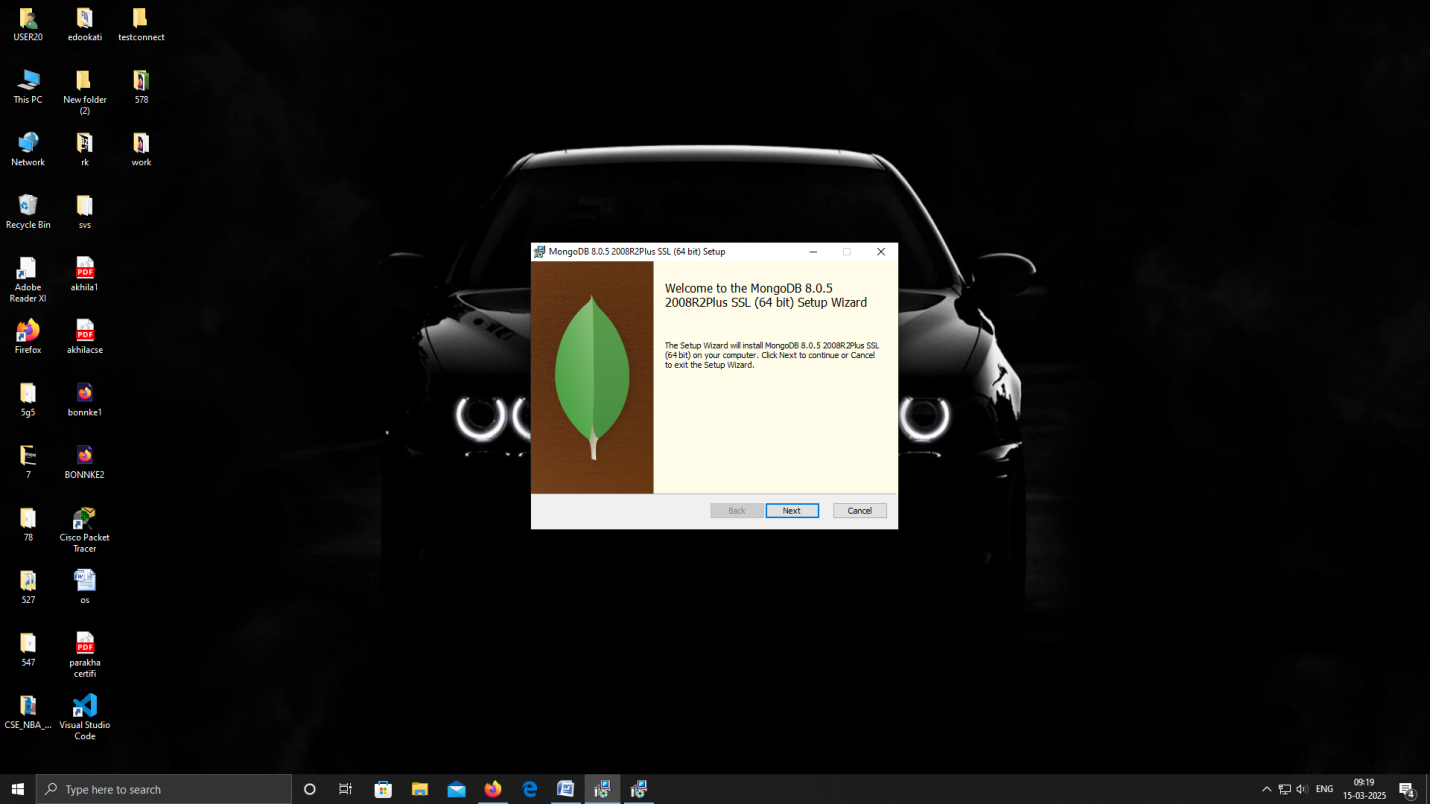 USER20
edookati
testconnect
This PC
New folder
(2)
578
Network
rk
work
Recycle Bin
svs
Adobe
Reader XI
akhila1
Firefox
akhilacse
5g5
bonnke1
7
BONNKE2
78
Cisco Packet
Tracer
527
os
547
parakha
certifi
CSE_NBA_...
Visual Studio
Code
PDF
PDF
PDF
MongoDB 8.0.5 2008R2Plus SSL (64 bit) Setup
Welcome to the MongoDB 8.0.5
2008R2Plus SSL (64 bit) Setup Wizard
The Setup Wizard will install MongoDB 8.0.5 2008R2Plus SSL
(64 bit) on your computer. Click Next to continue or Cancel
to exit the Setup Wizard.
Back
Next
Cancel
Type here to search
ENG
09:19
15-03-2025
4